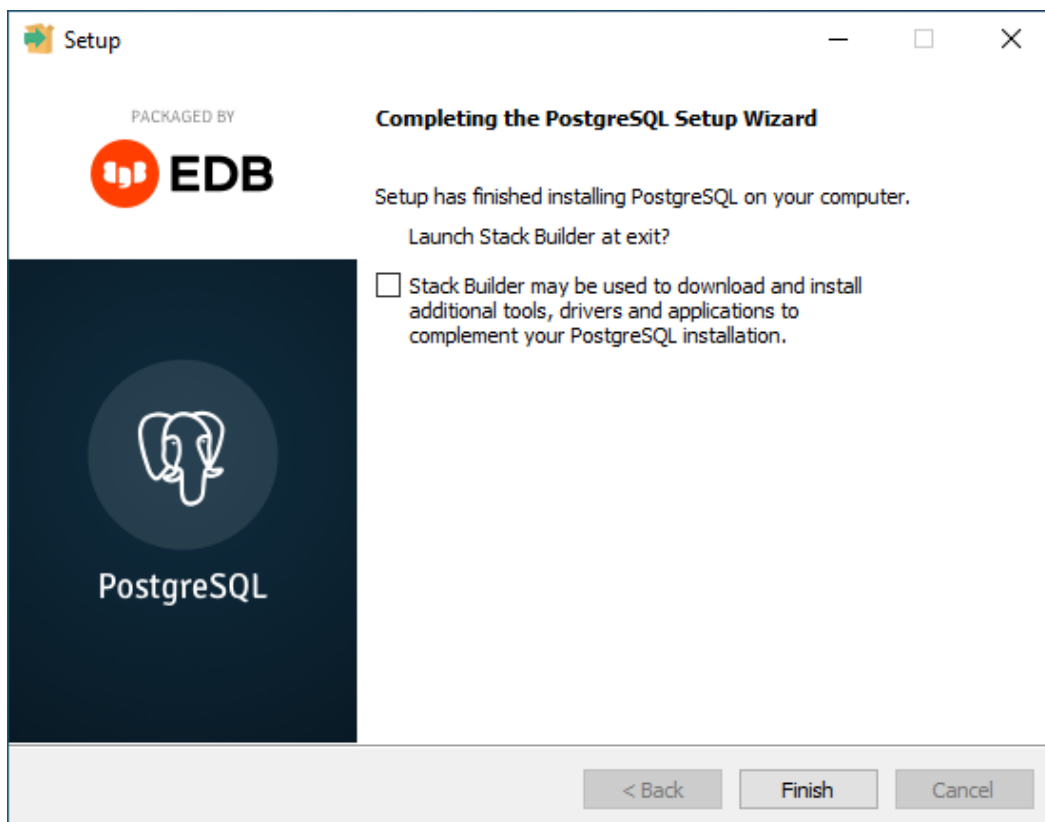 Setup
PACKAGED BY
EDB
PostgreSQL
Completing the PostgreSQL Setup Wizard
Setup has finished installing PostgreSQL on your computer.
Launch Stack Builder at exit?
Stack Builder may be used to download and install
additional tools, drivers and applications to
complement your PostgreSQL installation.
< Back
Finish
Cancel